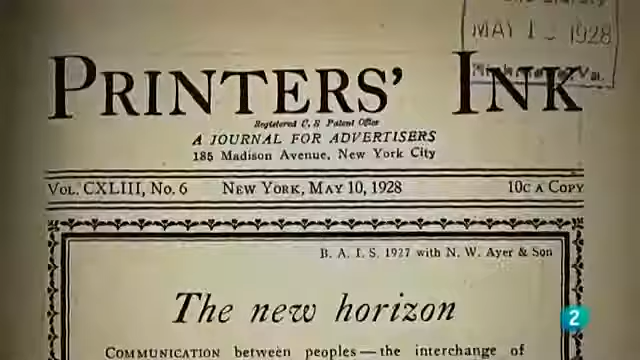 MAY 1 1928
PRINTERS' INK
Registered U. S. Patent Office
A JOURNAL FOR ADVERTISERS
185 Madison Avenue, New York City
VOL. CXLIII, NO. 6 NEW YORK, MAY 10, 1928 10C A COPY
B. A. I. S. 1927 with N. W. Ayer & Son
The new horizon
COMMUNICATION between peoples — the interchange of
2